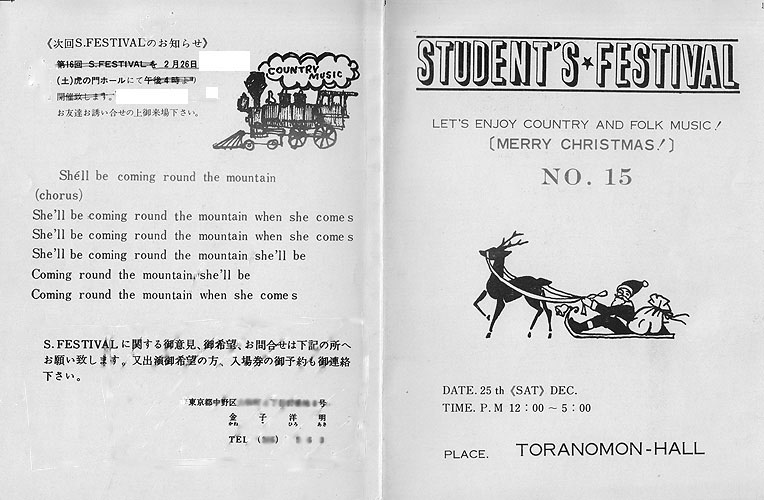 《次回S.FESTIVALのお知らせ》
第16回 S.FESTIVALを 2月26日
(土)虎の門ホールにて午後4時より
開催致します。
お友達お誘い合せの上御来場下さい。
COUNTRY
MUSIC
She'll be coming round the mountain
(chorus)
She'll be coming round the mountain when she comes
She'll be coming round the mountain when she comes
She'll be coming round the mountain she'll be
Coming round the mountain, she'll be
Coming round the mountain when she comes
S.FESTIVALに関する御意見、御希望、お問合せは下記の所へ
お願い致します。又出演御希望の方、入場券の御予約も御連絡
下さい。
東京都中野区 号
金子洋明
かね こ ひろ あき
TEL (
STUDENT'S★FESTIVAL
LET'S ENJOY COUNTRY AND FOLK MUSIC!
〔MERRY CHRISTMAS!〕
NO. 15
DATE. 25th 《SAT》 DEC.
TIME. P.M 12:00 ～ 5:00
PLACE. TORANOMON-HALL